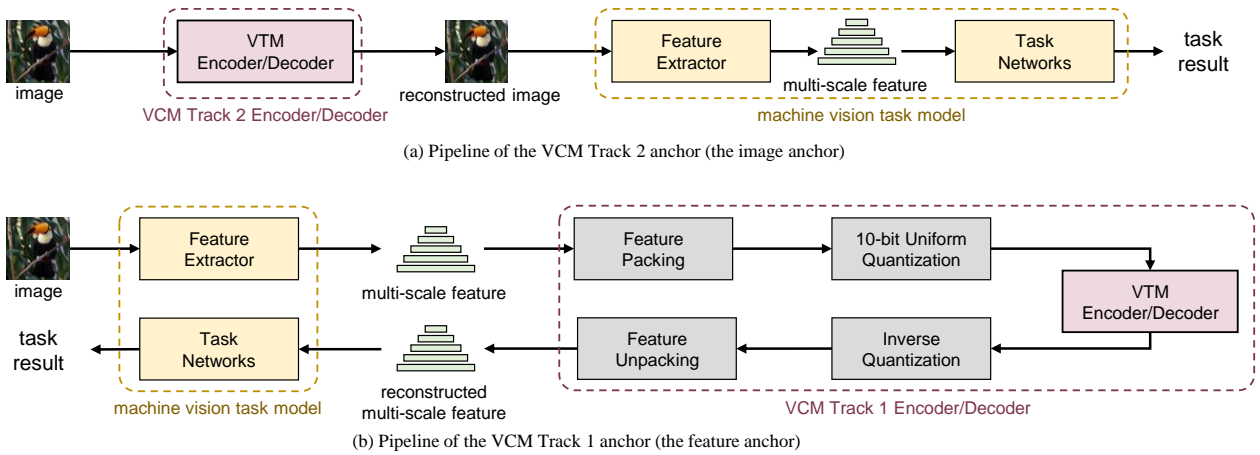 image
VTM
Encoder/Decoder
VCM Track 2 Encoder/Decoder
reconstructed image
Feature
Extractor
multi-scale feature
Task
Networks
machine vision task model
task
result
(a) Pipeline of the VCM Track 2 anchor (the image anchor)
image
Feature
Extractor
multi-scale feature
Feature
Packing
10-bit Uniform
Quantization
VTM
Encoder/Decoder
task
result
Task
Networks
machine vision task model
reconstructed
multi-scale feature
Feature
Unpacking
Inverse
Quantization
VCM Track 1 Encoder/Decoder
(b) Pipeline of the VCM Track 1 anchor (the feature anchor)